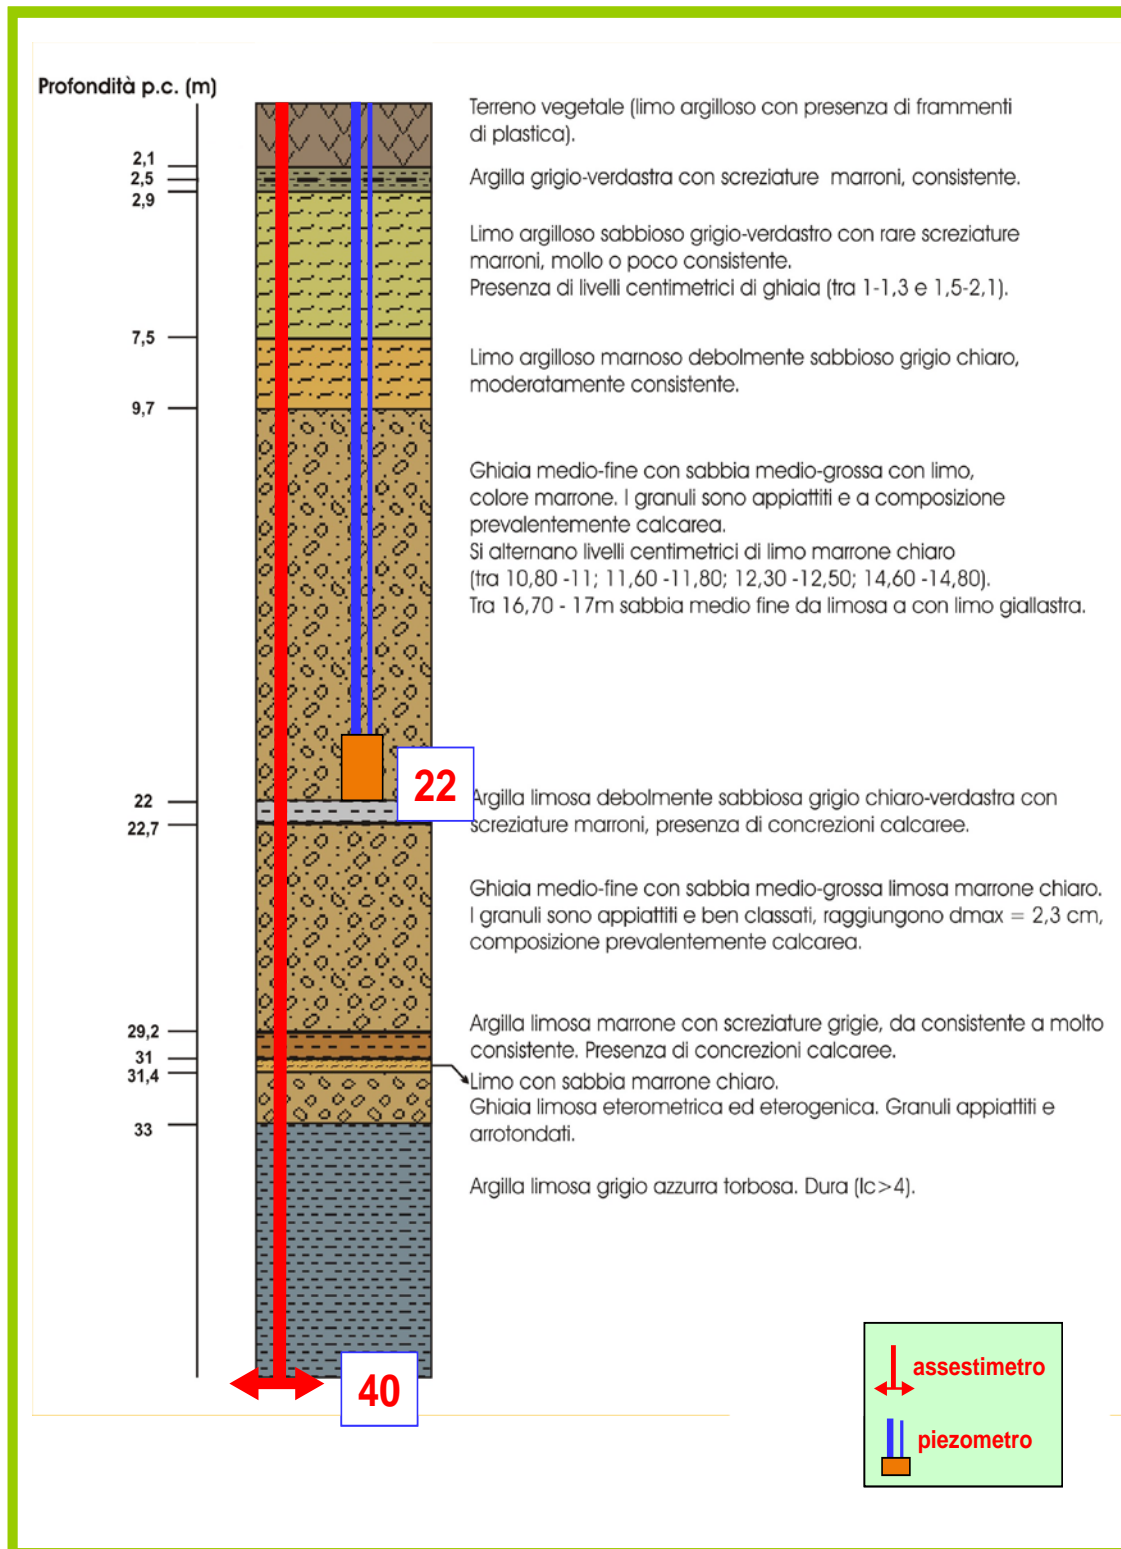 Profondità p.c. (m)
Terreno vegetale (limo argilloso con presenza di frammenti
di plastica).
2,1
2,5
2,9
Argilla grigio-verdastra con screziature marroni, consistente.
Limo argilloso sabbioso grigio-verdastro con rare screziature
marroni, mollo o poco consistente.
Presenza di livelli centimetrici di ghiaia (tra 1-1,3 e 1,5-2,1).
7,5
Limo argilloso marnoso debolmente sabbioso grigio chiaro,
moderatamente consistente.
9,7
Ghiaia medio-fine con sabbia medio-grossa con limo,
colore marrone. I granuli sono appiattiti e a composizione
prevalentemente calcarea.
Si alternano livelli centimetrici di limo marrone chiaro
(tra 10,80 -11; 11,60 -11,80; 12,30 -12,50; 14,60 -14,80).
Tra 16,70 - 17m sabbia medio fine da limosa a con limo giallastra.
22
22
22,7
Argilla limosa debolmente sabbiosa grigio chiaro-verdastra con
screziature marroni, presenza di concrezioni calcaree.
Ghiaia medio-fine con sabbia medio-grossa limosa marrone chiaro.
I granuli sono appiattiti e ben classati, raggiungono dmax = 2,3 cm,
composizione prevalentemente calcarea.
29,2
31
31,4
Argilla limosa marrone con screziature grigie, da consistente a molto
consistente. Presenza di concrezioni calcaree.
Limo con sabbia marrone chiaro.
Ghiaia limosa eterometrica ed eterogenica. Granuli appiattiti e
arrotondati.
33
Argilla limosa grigio azzurra torbosa. Dura (Ic>4).
40
assestimetro
piezometro